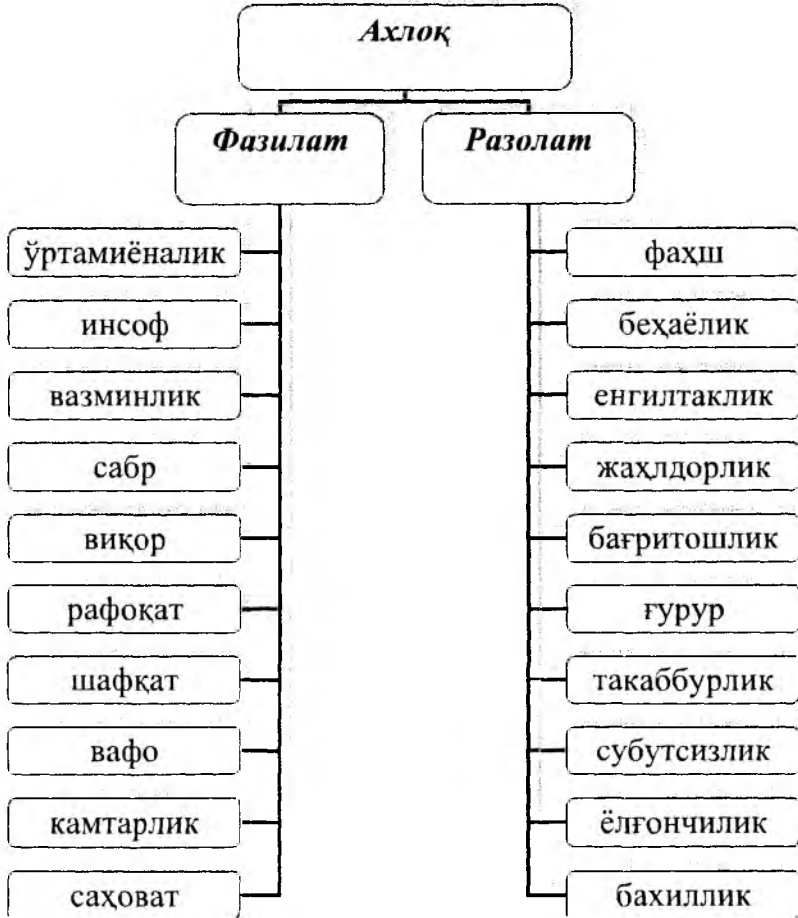 Ахлоқ
Фазилат
Разолат
ўртамиёналик
инсоф
вазминлик
сабр
виқор
рафоқат
шафқат
вафо
камтарлик
саҳоват
фаҳш
беҳаёлик
енгилтаклик
жаҳлдорлик
бағритошлик
ғурур
такаббурлик
субутсизлик
ёлғончилик
бахиллик